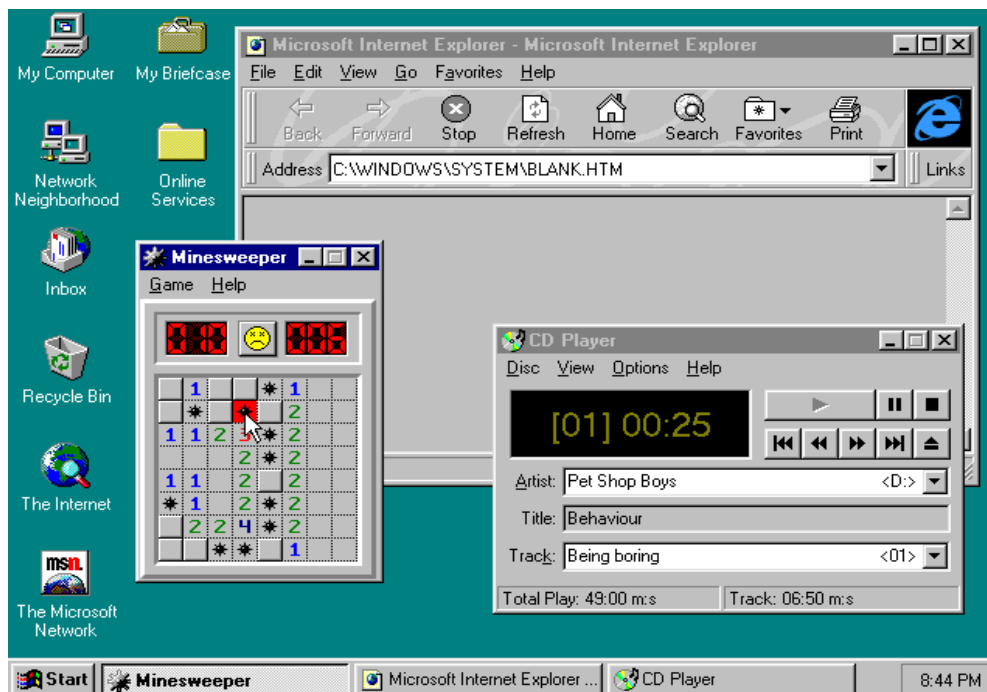 My Computer
My Briefcase
Network
Neighborhood
Online
Services
Inbox
Recycle Bin
The Internet
msn.
The Microsoft
Network
Microsoft Internet Explorer - Microsoft Internet Explorer
File Edit View Go Favorites Help
Back Forward Stop Refresh Home Search Favorites Print
Address C:\WINDOWS\SYSTEM\BLANK.HTM Links
Minesweeper
Game Help
1 1
2
1 1 2 3 2
2 2
1 1 2 2
1 2 2
2 2 4 2
1
CD Player
Disc View Options Help
[01] 00:25
Artist: Pet Shop Boys <D:>
Title: Behaviour
Track: Being boring <01>
Total Play: 49:00 m:s Track: 06:50 m:s
Start Minesweeper Microsoft Internet Explorer ... CD Player 8:44 PM